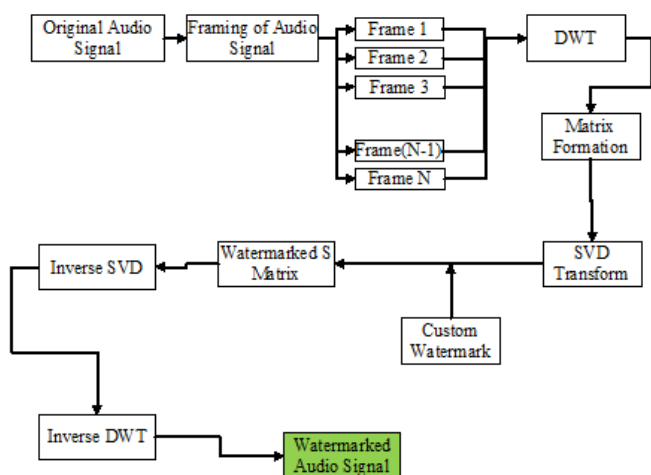 Original Audio
Signal
Framing of Audio
Signal
Frame 1
Frame 2
Frame 3
Frame(N-1)
Frame N
DWT
Matrix
Formation
SVD
Transform
Watermarked S
Matrix
Inverse SVD
Custom
Watermark
Inverse DWT
Watermarked
Audio Signal